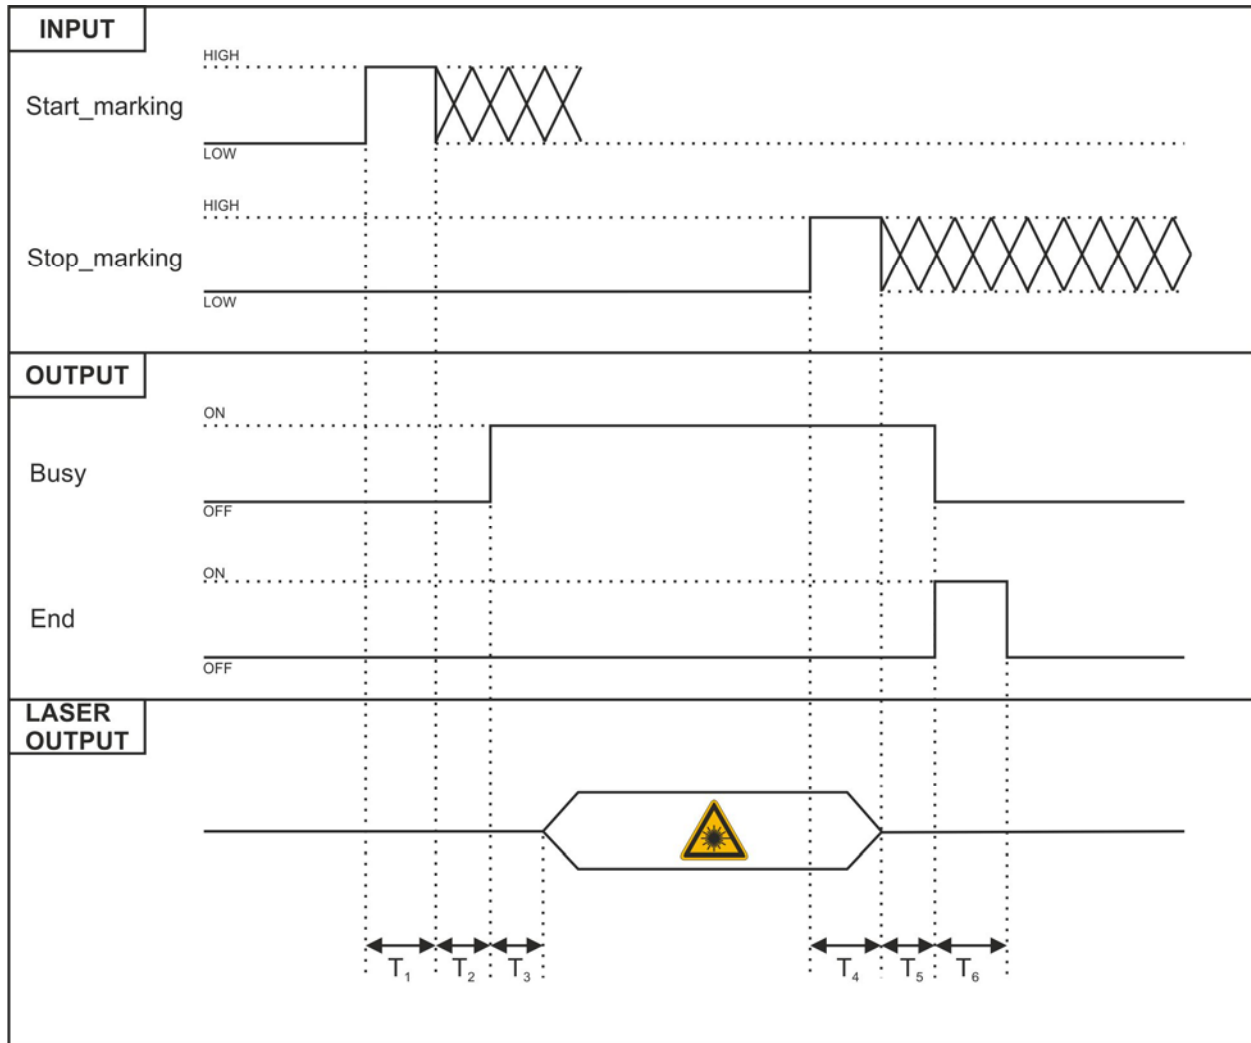 INPUT
HIGH
Start_marking
LOW
HIGH
Stop_marking
LOW
OUTPUT
ON
Busy
OFF
ON
End
OFF
LASER
OUTPUT
T₁ T₂ T₃ T₄ T₅ T₆